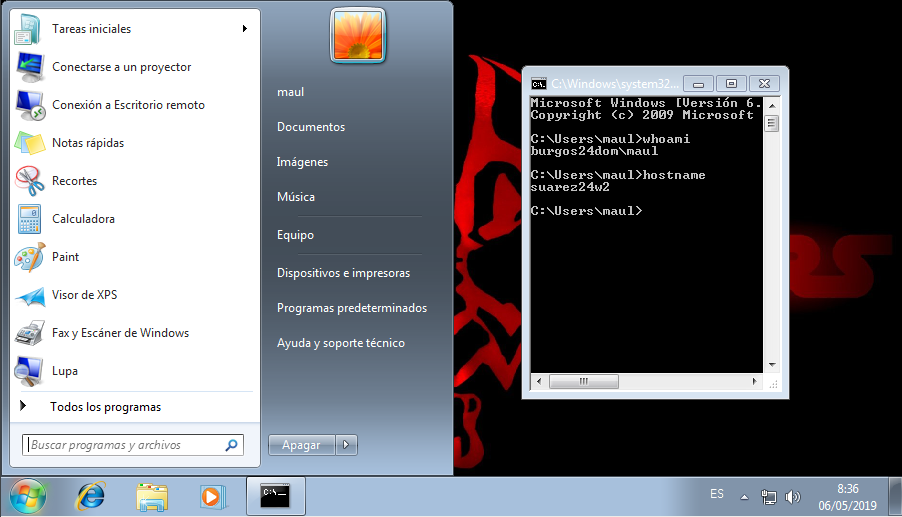 Tareas iniciales
Conectarse a un proyector
Conexión a Escritorio remoto
Notas rápidas
Recortes
Calculadora
Paint
Visor de XPS
Fax y Escáner de Windows
Lupa
Todos los programas
Buscar programas y archivos
maul
Documentos
Imágenes
Música
Equipo
Dispositivos e impresoras
Programas predeterminados
Ayuda y soporte técnico
Apagar
C:\Windows\system32...
Microsoft Windows [Versión 6.
Copyright (c) 2009 Microsoft
C:\Users\maul>whoami
burgos24dom\maul
C:\Users\maul>hostname
suarez24w2
C:\Users\maul>
C:\_
ES
8:36
06/05/2019